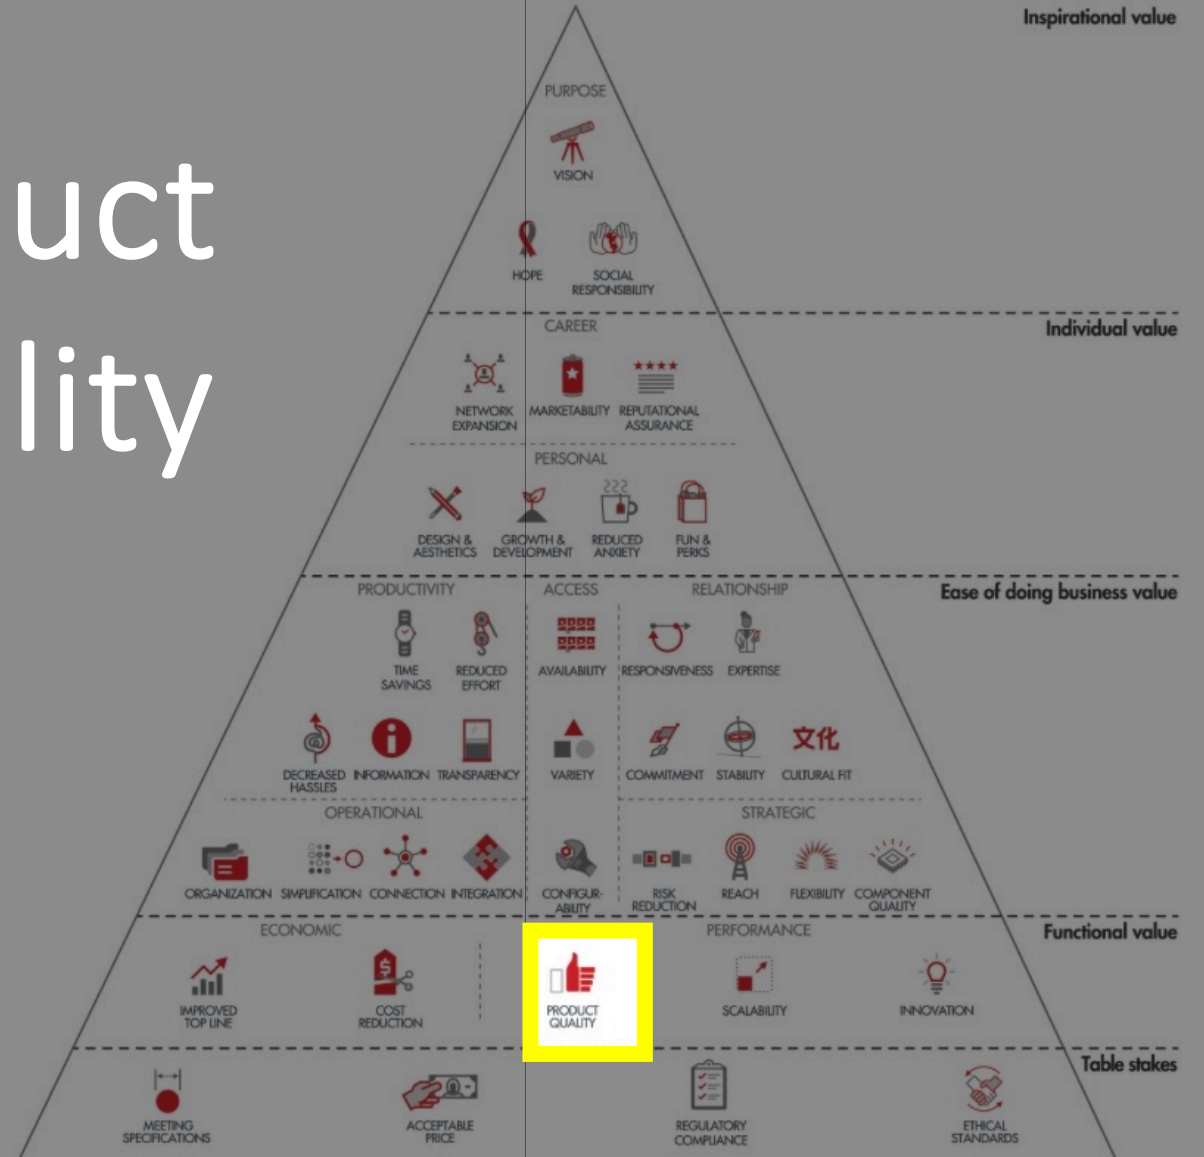 Inspirational value
PURPOSE
VISION
uct
lity
HOPE
SOCIAL
RESPONSIBILITY
Individual value
CAREER
NETWORK
EXPANSION
MARKETABILITY
REPUTATIONAL
ASSURANCE
PERSONAL
DESIGN &
AESTHETICS
GROWTH &
DEVELOPMENT
REDUCED
ANXIETY
FUN &
PERKS
Ease of doing business value
PRODUCTIVITY
TIME
SAVINGS
REDUCED
EFFORT
DECREASED
HASSLES
INFORMATION
TRANSPARENCY
ACCESS
AVAILABILITY
VARIETY
CONFIGUR-
ABILITY
RELATIONSHIP
RESPONSIVENESS
EXPERTISE
COMMITMENT
STABILITY
文化
CULTURAL FIT
OPERATIONAL
ORGANIZATION
SIMPLIFICATION
CONNECTION
INTEGRATION
STRATEGIC
RISK
REDUCTION
REACH
FLEXIBILITY
COMPONENT
QUALITY
Functional value
ECONOMIC
IMPROVED
TOP LINE
$
COST
REDUCTION
PERFORMANCE
PRODUCT
QUALITY
SCALABILITY
INNOVATION
Table stakes
MEETING
SPECIFICATIONS
ACCEPTABLE
PRICE
REGULATORY
COMPLIANCE
ETHICAL
STANDARDS